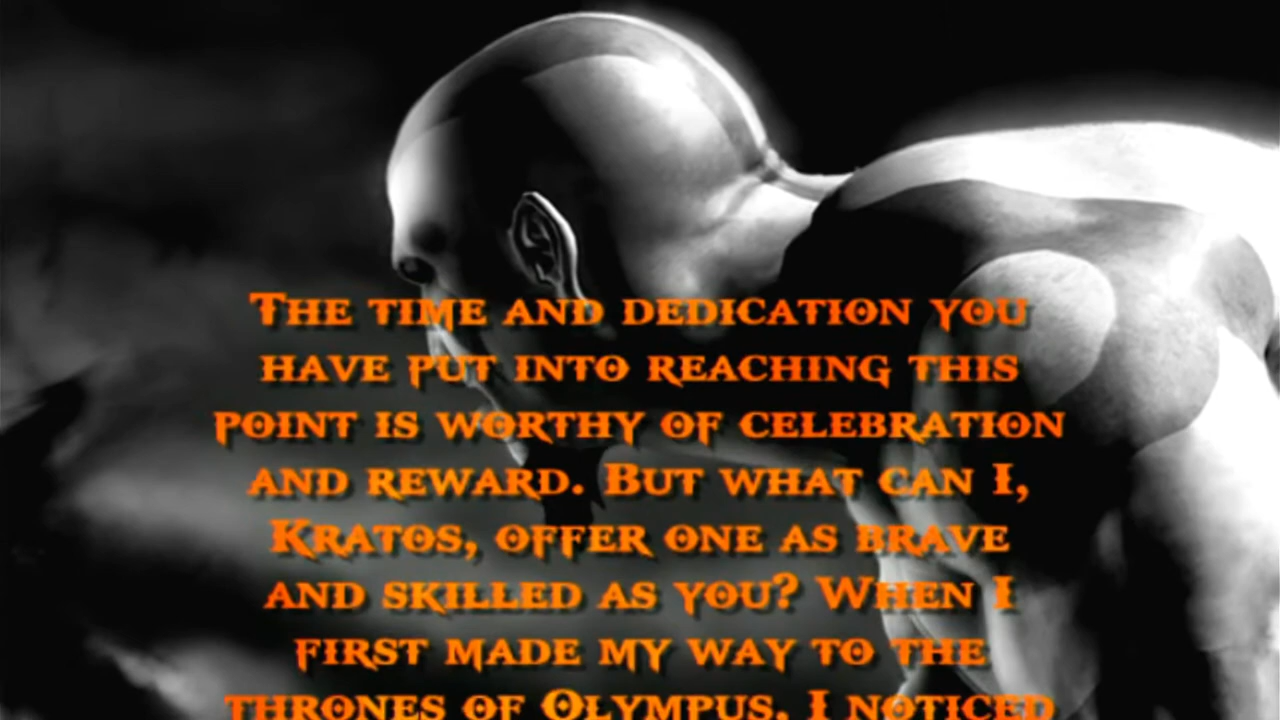 The time and dedication you
have put into reaching this
point is worthy of celebration
and reward. But what can I,
Kratos, offer one as brave
and skilled as you? When I
first made my way to the
thrones of Olympus, I noticed